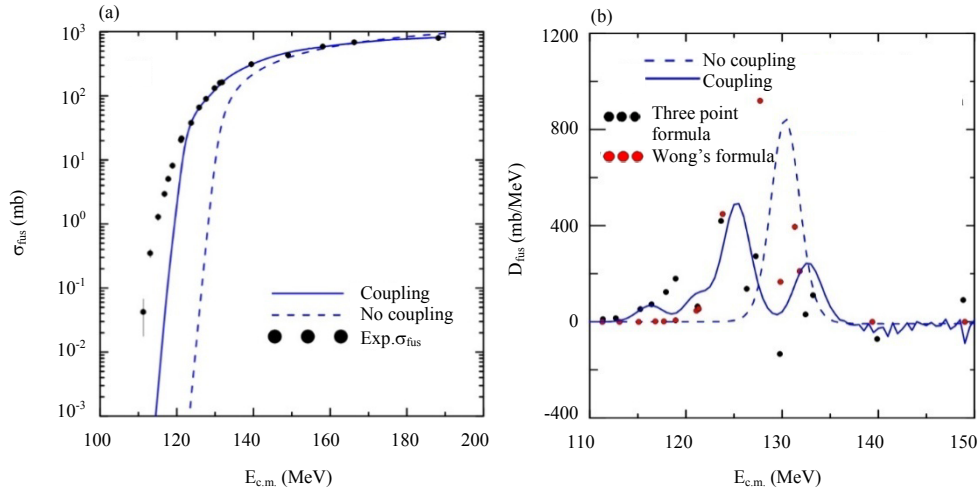 (a)
10³
10²
10¹
10⁰
10⁻¹
10⁻²
10⁻³
σfus (mb)
Coupling
No coupling
Exp.σfus
100 120 140 160 180 200
Ec.m. (MeV)
(b)
1200
800
400
0
-400
Dfus (mb/MeV)
No coupling
Coupling
Three point
formula
Wong's formula
110 120 130 140 150
Ec.m. (MeV)